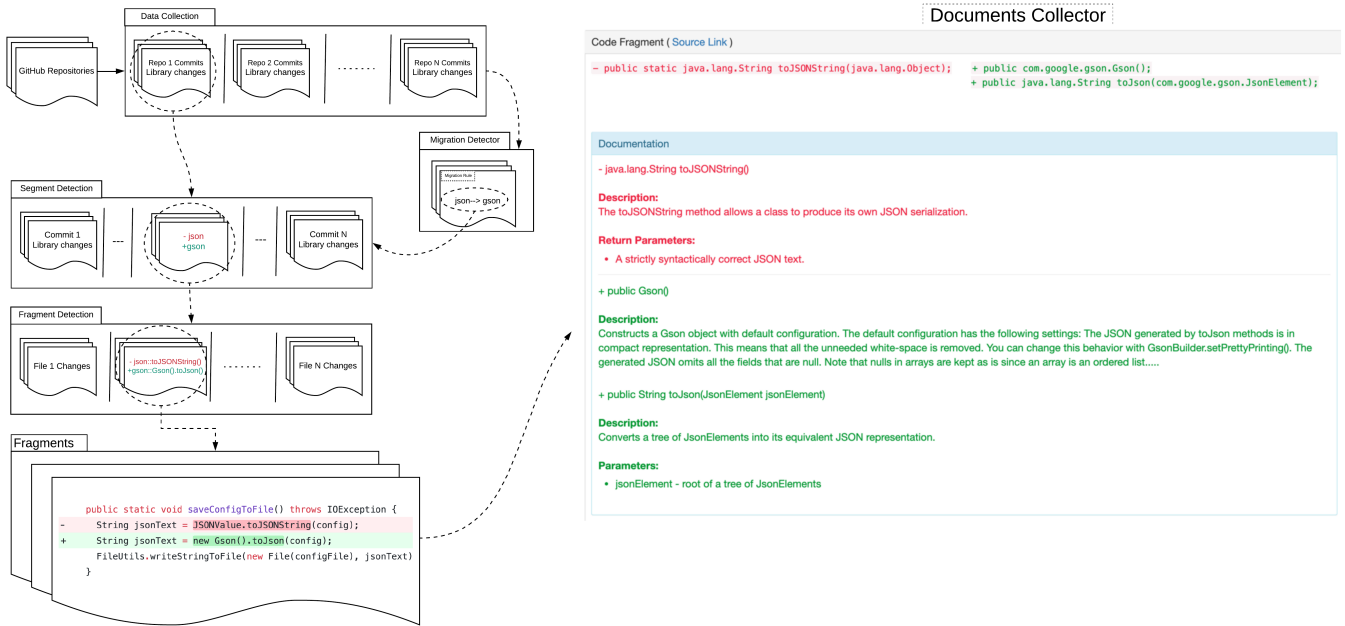 Data Collection
GitHub Repositories
Repo 1 Commits
Library changes
Repo 2 Commits
Library changes
........
Repo N Commits
Library changes
Migration Detector
Migration Rule
json--> gson
Segment Detection
Commit 1
Library changes
---
- json
+gson
---
Commit N
Library changes
Fragment Detection
File 1 Changes
- json::toJSONString()
+gson::Gson().toJson()
........
File N Changes
Fragments
public static void saveConfigToFile() throws IOException {
- String jsonText = JSONValue.toJSONString(config);
+ String jsonText = new Gson().toJson(config);
FileUtils.writeStringToFile(new File(configFile), jsonText)
}
Documents Collector
Code Fragment ( Source Link )
- public static java.lang.String toJSONString(java.lang.Object);
+ public com.google.gson.Gson();
+ public java.lang.String toJson(com.google.gson.JsonElement);
Documentation
- java.lang.String toJSONString()
Description:
The toJSONString method allows a class to produce its own JSON serialization.
Return Parameters:
• A strictly syntactically correct JSON text.
+ public Gson()
Description:
Constructs a Gson object with default configuration. The default configuration has the following settings: The JSON generated by toJson methods is in
compact representation. This means that all the unneeded white-space is removed. You can change this behavior with GsonBuilder.setPrettyPrinting(). The
generated JSON omits all the fields that are null. Note that nulls in arrays are kept as is since an array is an ordered list.....
+ public String toJson(JsonElement jsonElement)
Description:
Converts a tree of JsonElements into its equivalent JSON representation.
Parameters:
• jsonElement - root of a tree of JsonElements